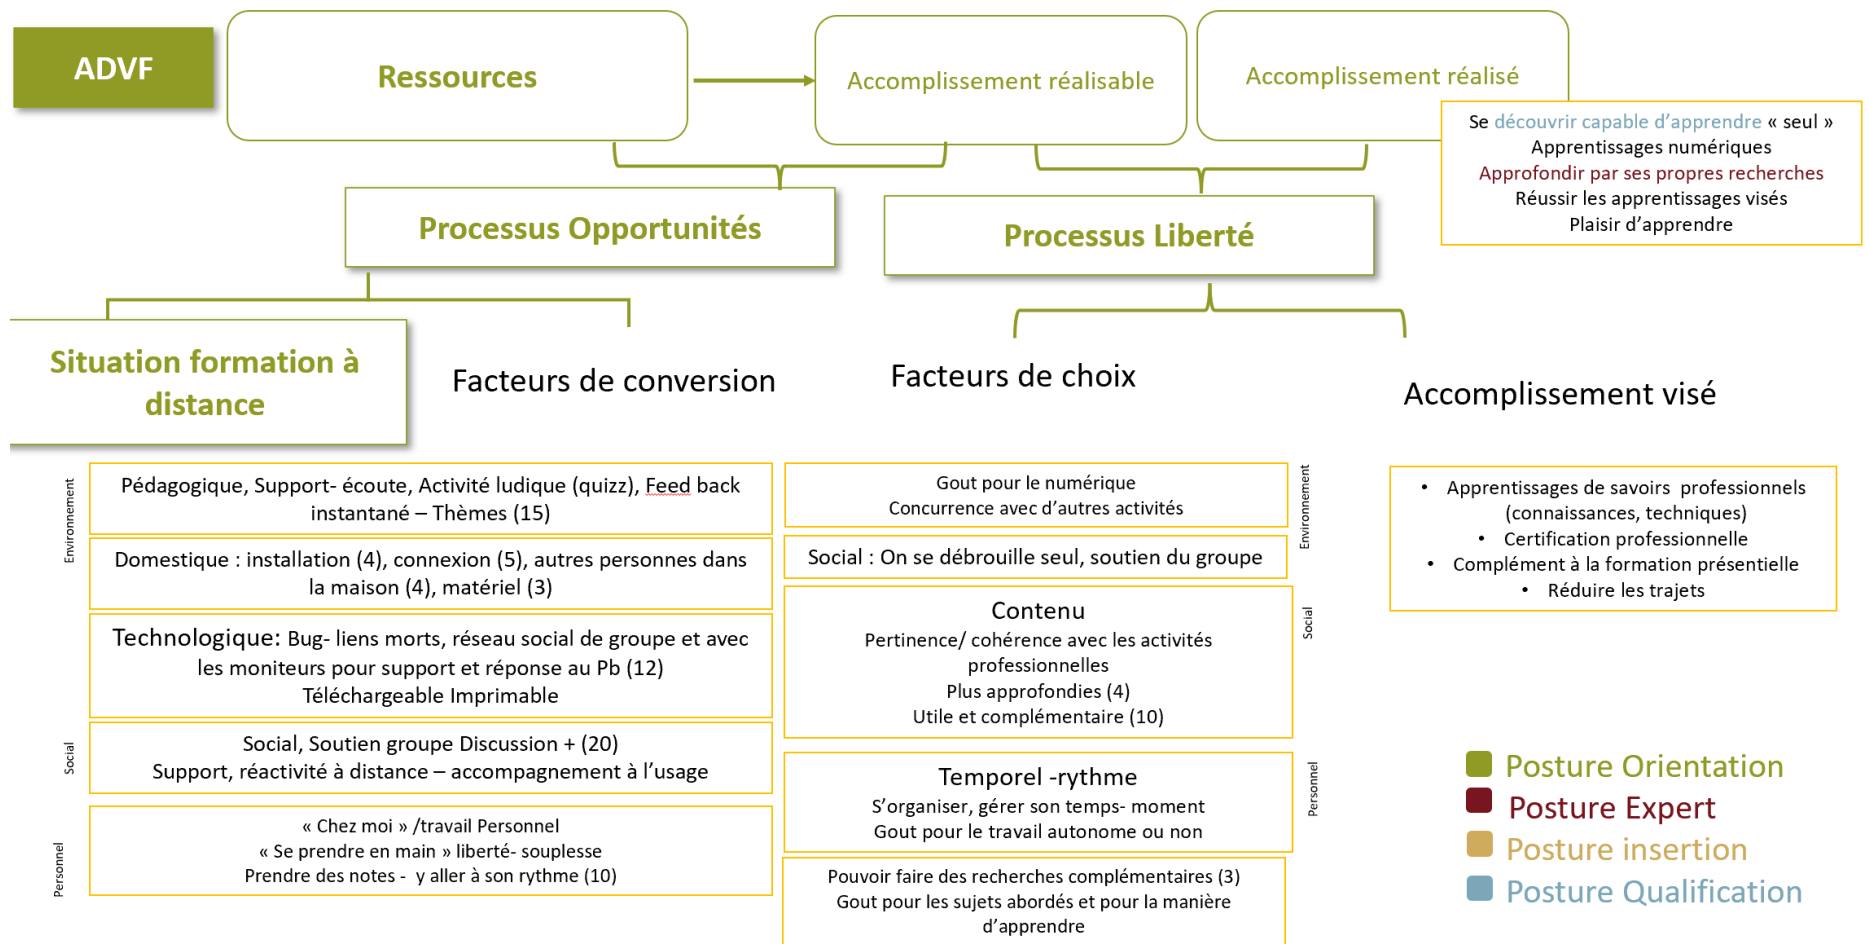 ADVF
Ressources
Accomplissement réalisable
Accomplissement réalisé
Se découvrir capable d’apprendre « seul »
Apprentissages numériques
Approfondir par ses propres recherches
Réussir les apprentissages visés
Plaisir d’apprendre
Processus Opportunités
Processus Liberté
Situation formation à
distance
Facteurs de conversion
Facteurs de choix
Accomplissement visé
Environnement
Pédagogique, Support- écoute, Activité ludique (quizz), Feed back
instantané – Thèmes (15)
Domestique : installation (4), connexion (5), autres personnes dans
la maison (4), matériel (3)
Technologique: Bug- liens morts, réseau social de groupe et avec
les moniteurs pour support et réponse au Pb (12)
Téléchargeable Imprimable
Social
Social, Soutien groupe Discussion + (20)
Support, réactivité à distance – accompagnement à l’usage
Personnel
« Chez moi » /travail Personnel
« Se prendre en main » liberté- souplesse
Prendre des notes - y aller à son rythme (10)
Gout pour le numérique
Concurrence avec d’autres activités
Environnement
Social : On se débrouille seul, soutien du groupe
Contenu
Pertinence/ cohérence avec les activités
professionnelles
Plus approfondies (4)
Utile et complémentaire (10)
Social
Temporel -rythme
S’organiser, gérer son temps- moment
Gout pour le travail autonome ou non
Personnel
Pouvoir faire des recherches complémentaires (3)
Gout pour les sujets abordés et pour la manière
d’apprendre
• Apprentissages de savoirs professionnels
(connaissances, techniques)
• Certification professionnelle
• Complément à la formation présentielle
• Réduire les trajets
Posture Orientation
Posture Expert
Posture insertion
Posture Qualification